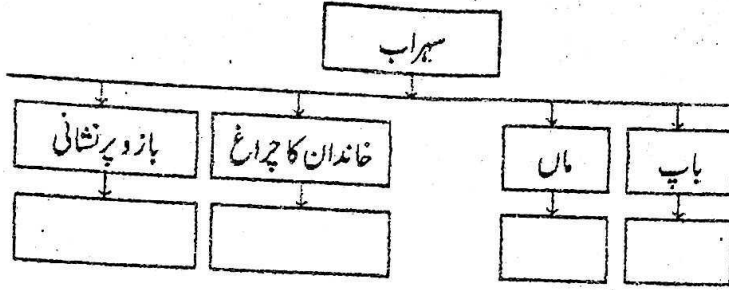 سہراب
باپ
ماں
خاندان کا چراغ
بازو پر نشانی